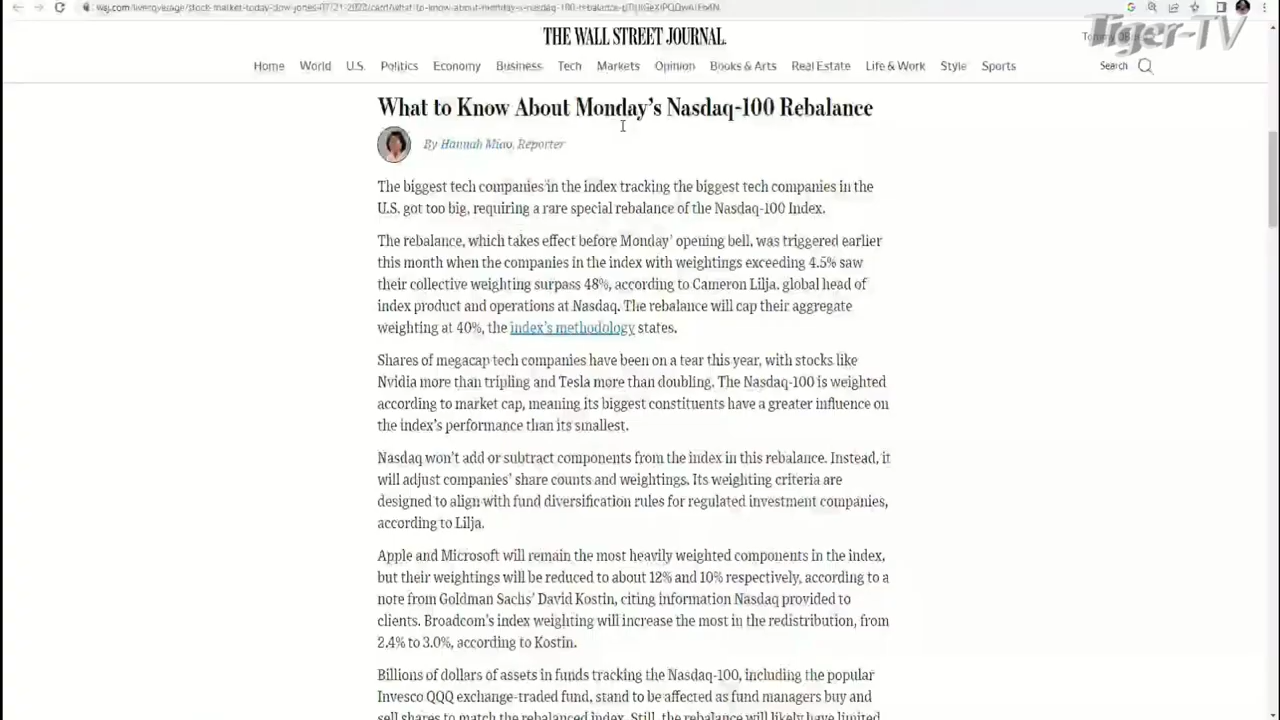 Tiger-TV
THE WALL STREET JOURNAL.
Home World U.S. Politics Economy Business Tech Markets Opinion Books & Arts Real Estate Life & Work Style Sports Search
What to Know About Monday's Nasdaq-100 Rebalance
By Hannah Miao, Reporter
The biggest tech companies in the index tracking the biggest tech companies in the
U.S. got too big, requiring a rare special rebalance of the Nasdaq-100 Index.
The rebalance, which takes effect before Monday' opening bell, was triggered earlier
this month when the companies in the index with weightings exceeding 4.5% saw
their collective weighting surpass 48%, according to Cameron Lilja, global head of
index product and operations at Nasdaq. The rebalance will cap their aggregate
weighting at 40%, the index's methodology states.
Shares of megacap tech companies have been on a tear this year, with stocks like
Nvidia more than tripling and Tesla more than doubling. The Nasdaq-100 is weighted
according to market cap, meaning its biggest constituents have a greater influence on
the index's performance than its smallest.
Nasdaq won't add or subtract components from the index in this rebalance. Instead, it
will adjust companies' share counts and weightings. Its weighting criteria are
designed to align with fund diversification rules for regulated investment companies,
according to Lilja.
Apple and Microsoft will remain the most heavily weighted components in the index,
but their weightings will be reduced to about 12% and 10% respectively, according to a
note from Goldman Sachs' David Kostin, citing information Nasdaq provided to
clients. Broadcom's index weighting will increase the most in the redistribution, from
2.4% to 3.0%, according to Kostin.
Billions of dollars of assets in funds tracking the Nasdaq-100, including the popular
Invesco QQQ exchange-traded fund, stand to be affected as fund managers buy and
sell shares to match the rebalanced index. Still, the rebalance will likely have limited